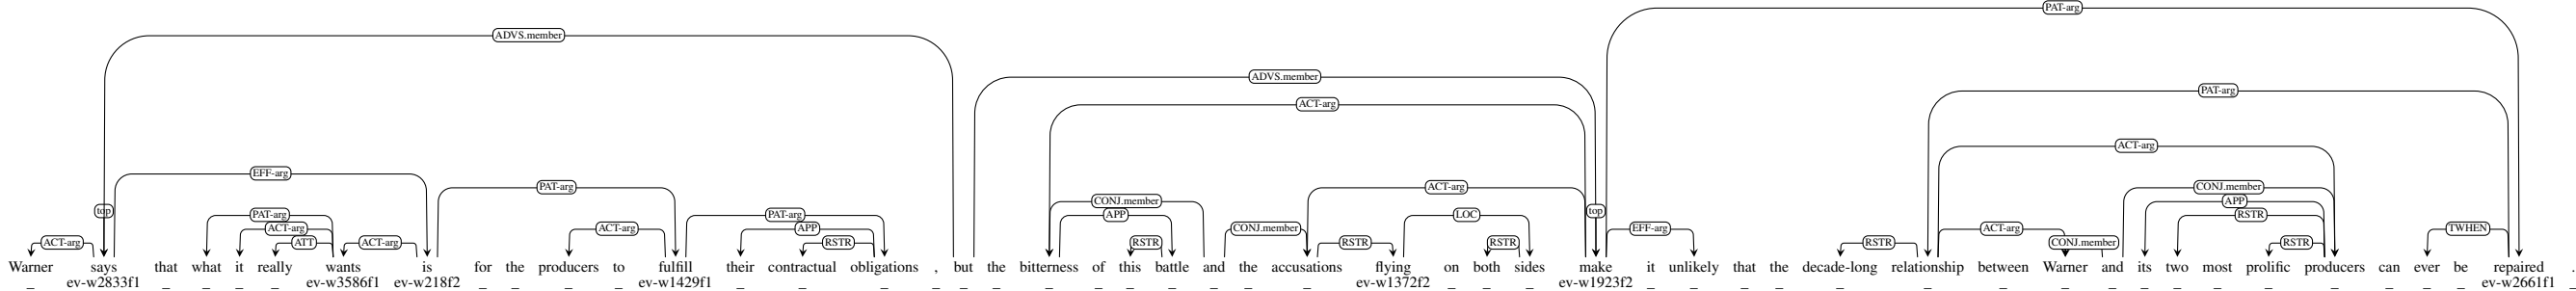 PAT-arg
ADVS.member
ADVS.member
PAT-arg
ACT-arg
ACT-arg
EFF-arg
PAT-arg
ACT-arg
CONJ.member
CONJ.member
APP
top
PAT-arg
PAT-arg
APP
LOC
top
RSTR
ACT-arg
ACT-arg
APP
CONJ.member
EFF-arg
ACT-arg
TWHEN
ACT-arg
ATT
ACT-arg
RSTR
RSTR
RSTR
RSTR
RSTR
CONJ.member
RSTR
Warner says that what it really wants is for the producers to fulfill their contractual obligations , but the bitterness of this battle and the accusations flying on both sides make it unlikely that the decade-long relationship between Warner and its two most prolific producers can ever be repaired .
_ ev-w2833f1 _ _ _ _ ev-w3586f1 ev-w218f2 _ _ _ _ ev-w1429f1 _ _ _ _ _ _ _ _ _ _ _ _ _ ev-w1372f2 _ _ _ ev-w1923f2 _ _ _ _ _ _ _ _ _ _ _ _ _ _ _ _ _ ev-w2661f1 _